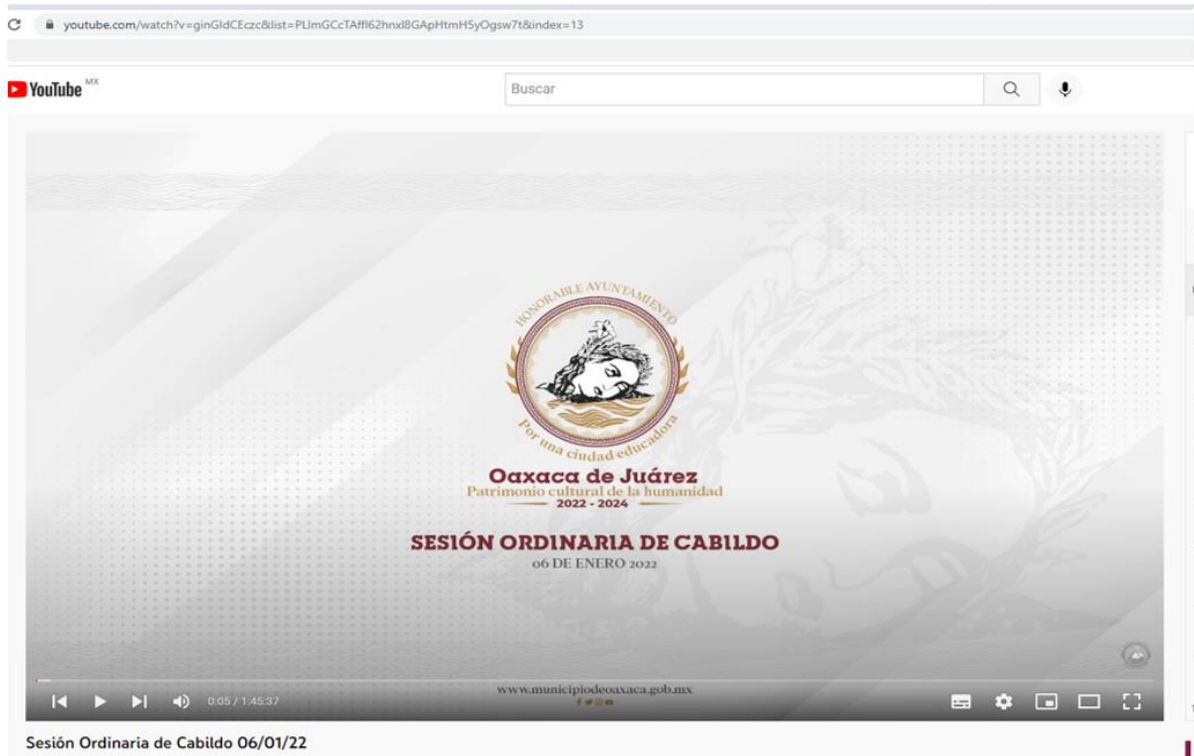 youtube.com/watch?v=ginGIdCEczc&list=PLImGCcTAffl62hnxl8GApHtmH5yOgsw7t&index=13
YouTube MX
Buscar
HONORABLE AYUNTAMIENTO
Por una ciudad educadora
Oaxaca de Juárez
Patrimonio cultural de la humanidad
2022 - 2024
SESIÓN ORDINARIA DE CABILDO
06 DE ENERO 2022
www.municipiodeoaxaca.gob.mx
0:05 / 1:45:37
Sesión Ordinaria de Cabildo 06/01/22